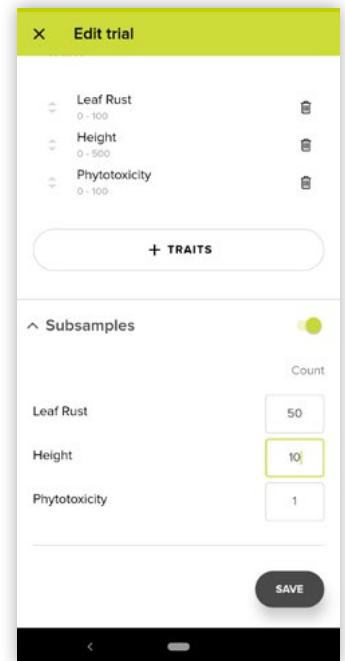 × Edit trial
Leaf Rust
0 - 100
Height
0 - 500
Phytotoxicity
0 - 100
+ TRAITS
Subsamples
Count
Leaf Rust 50
Height 10
Phytotoxicity 1
SAVE